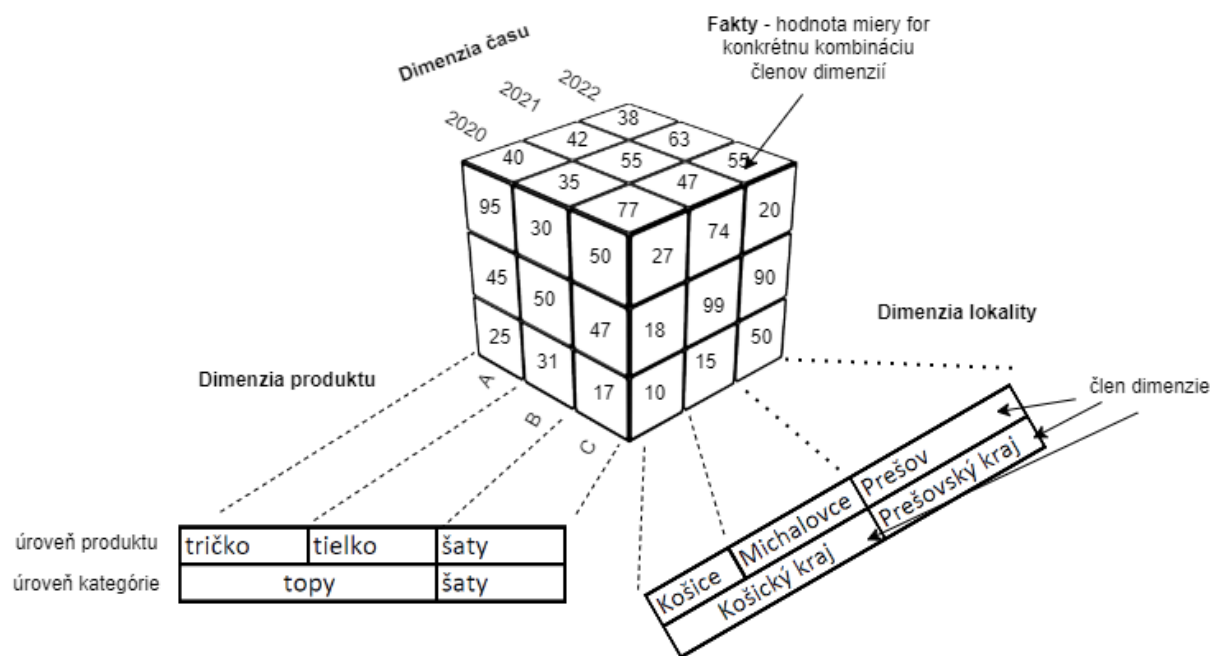 Fakty - hodnota miery for
konkrétnu kombináciu
členov dimenzií
Dimenzia času
2022
2021
2020
38
42
63
40
55
55
35
47
77
95
30
50
27
74
20
45
50
47
18
99
90
25
31
17
10
15
50
A
B
C
Dimenzia lokality
Dimenzia produktu
člen dimenzie
Košice
Michalovce
Prešov
Košický kraj
Prešovský kraj
úroveň produktu
tričko
tielko
šaty
úroveň kategórie
topy
šaty